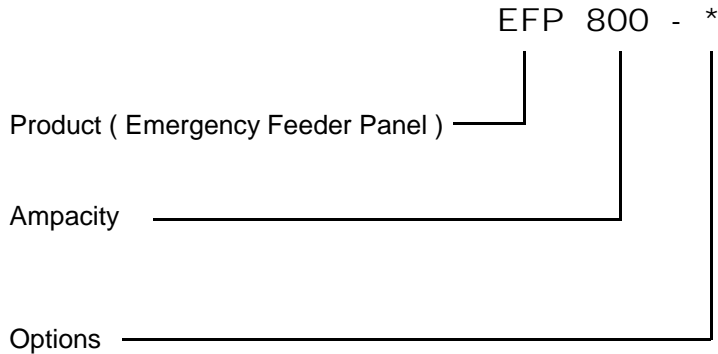 EFP 800 - *
Product ( Emergency Feeder Panel )
Ampacity
Options